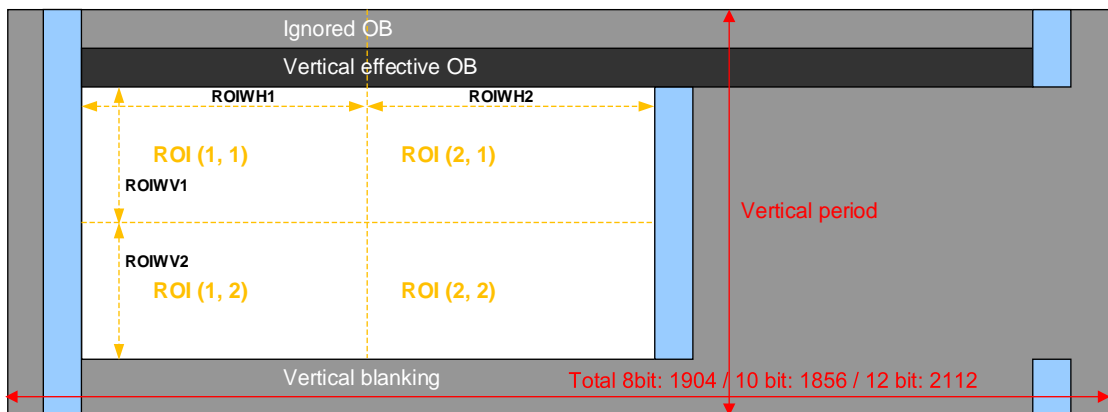 Ignored OB
Vertical effective OB
ROIWH1 ROIWH2
ROI (1, 1) ROI (2, 1)
ROIWV1
Vertical period
ROIWV2
ROI (1, 2) ROI (2, 2)
Vertical blanking
Total 8bit: 1904 / 10 bit: 1856 / 12 bit: 2112